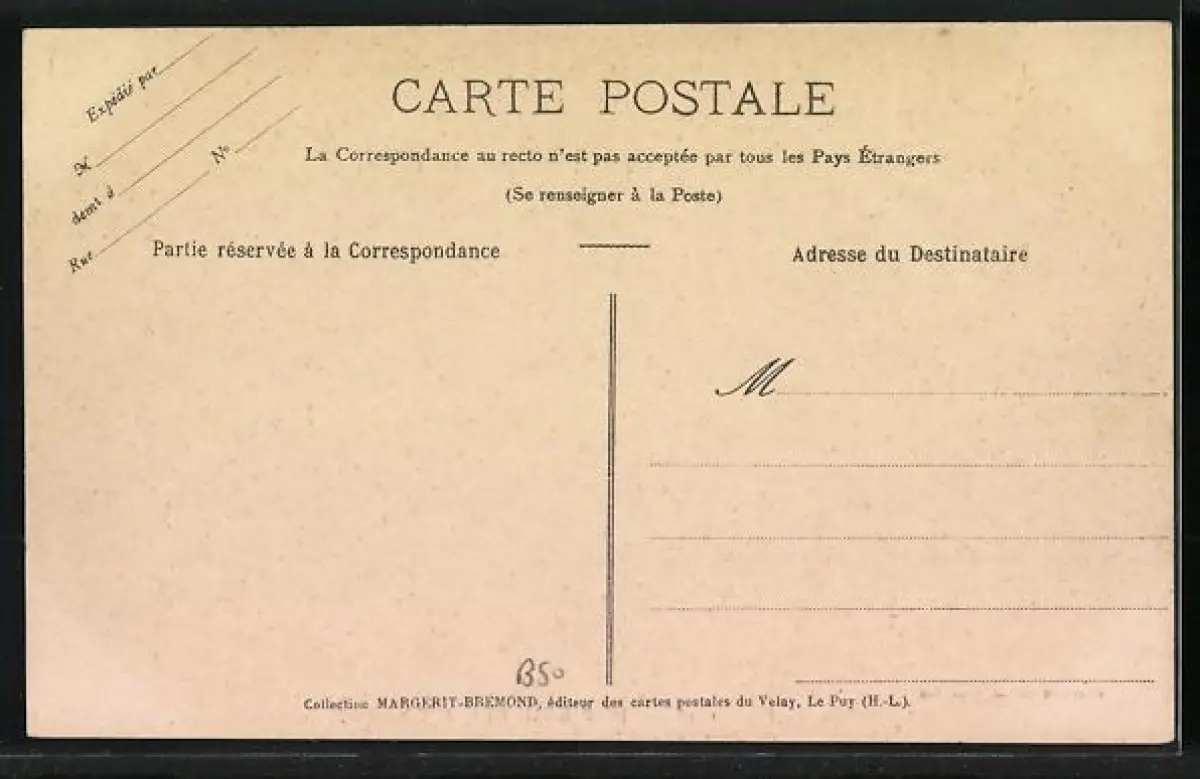 Expédié par
M
demt à
Rue
No
CARTE POSTALE
La Correspondance au recto n'est pas acceptée par tous les Pays Étrangers
(Se renseigner à la Poste)
Partie réservée à la Correspondance
Adresse du Destinataire
M
B50
Collection MARGERIT-BREMOND, éditeur des cartes postales du Velay, Le Puy (H.-L.).